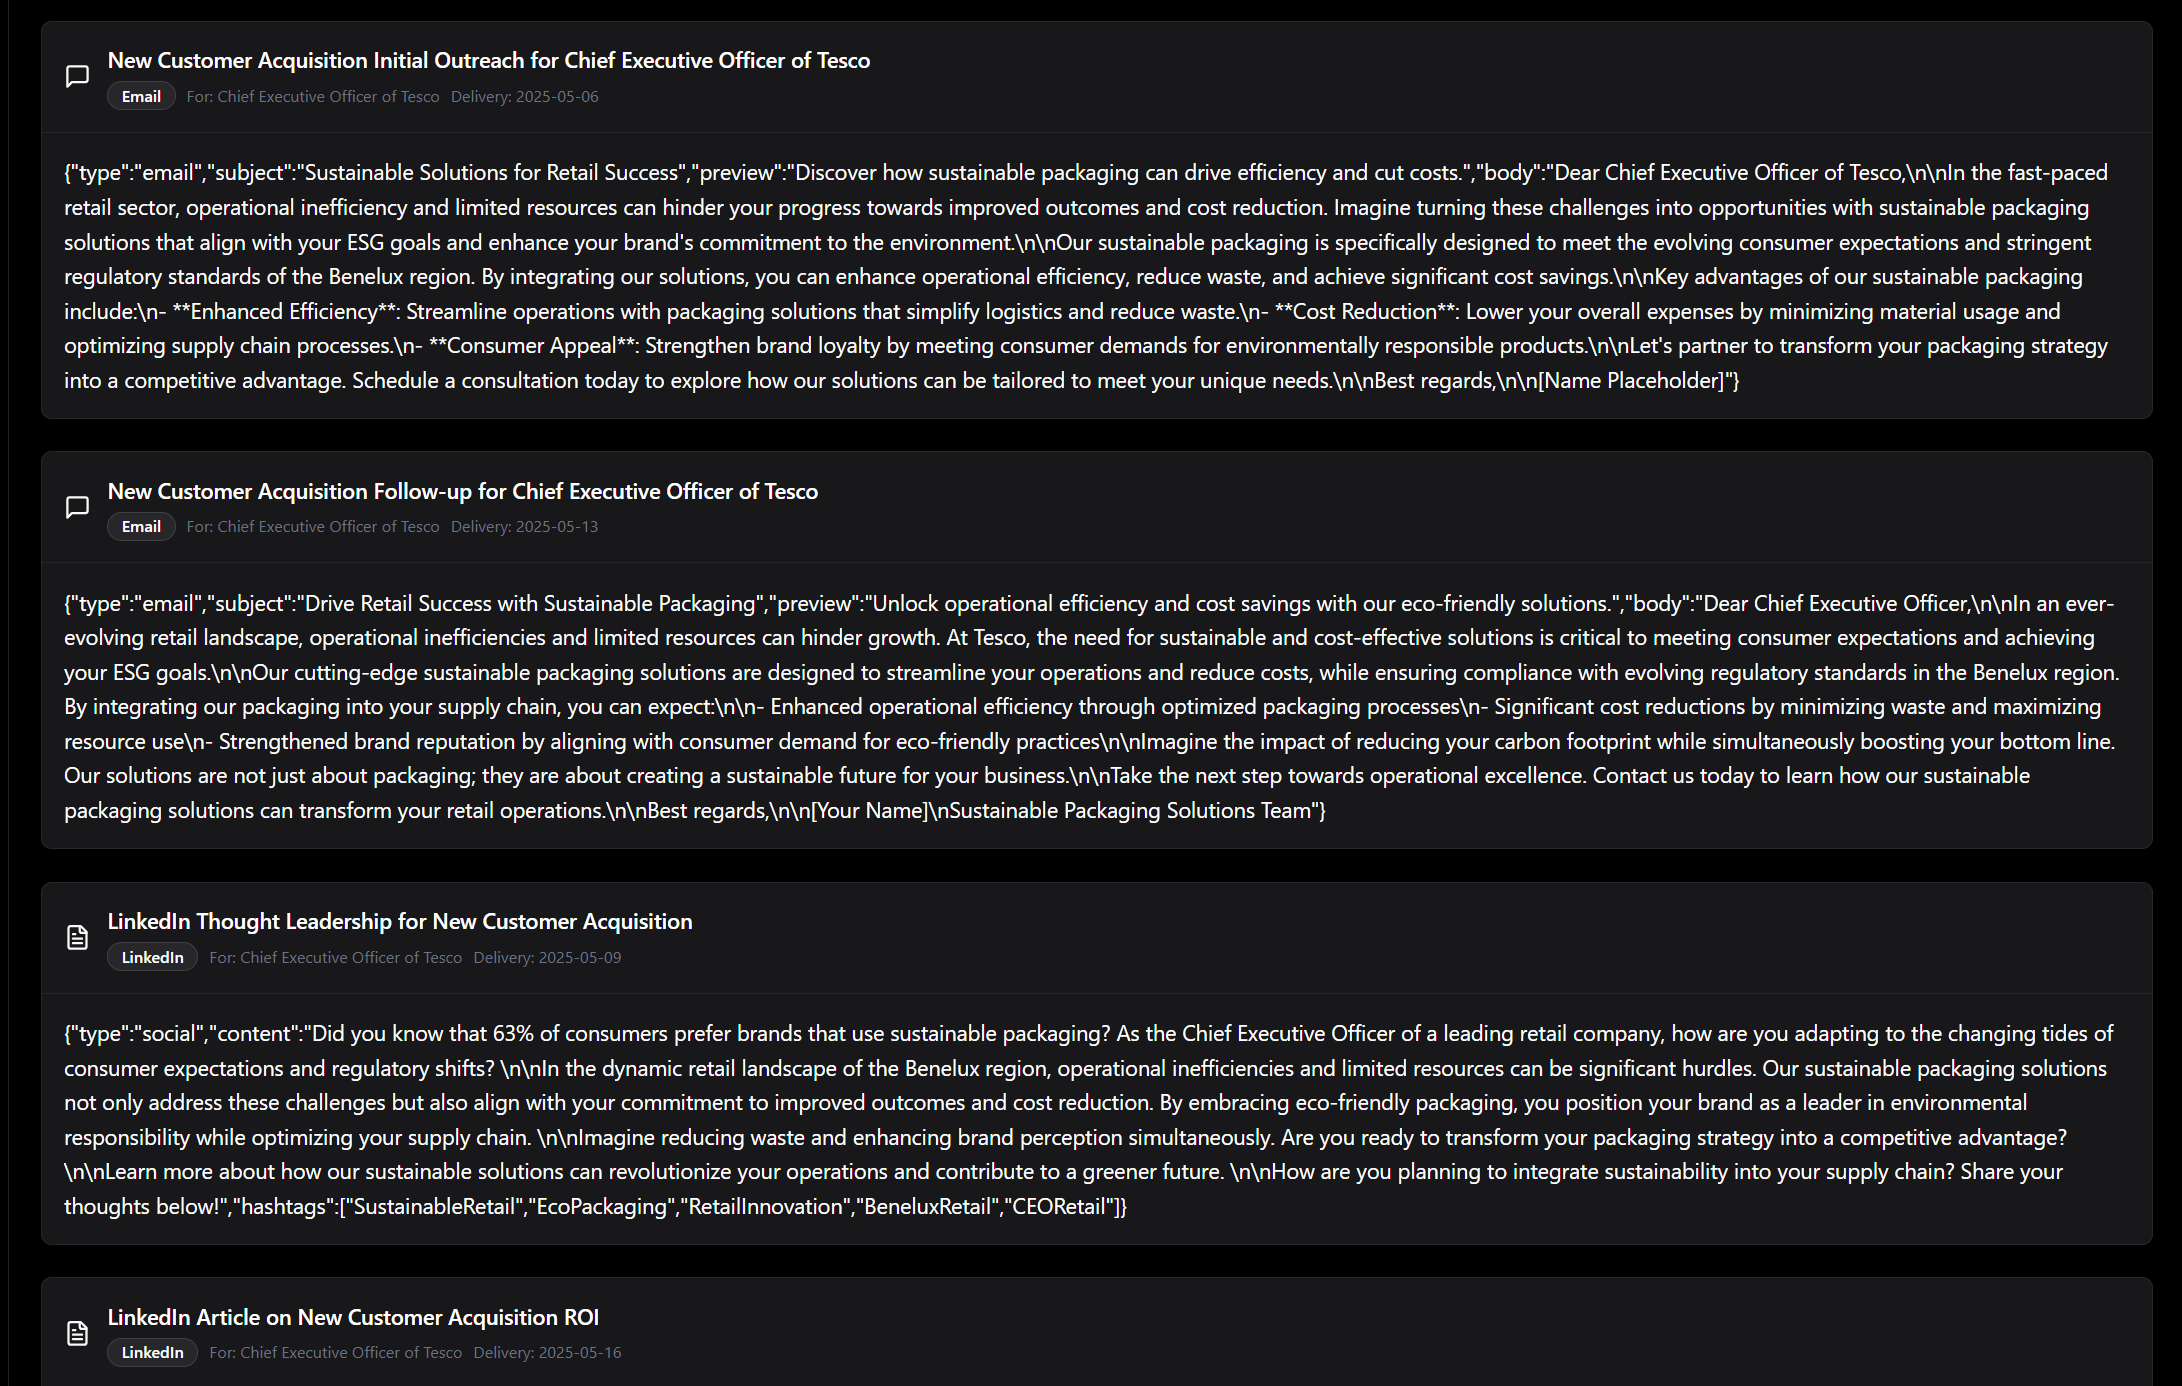 New Customer Acquisition Initial Outreach for Chief Executive Officer of Tesco
Email For: Chief Executive Officer of Tesco Delivery: 2025-05-06
{"type":"email","subject":"Sustainable Solutions for Retail Success","preview":"Discover how sustainable packaging can drive efficiency and cut costs.","body":"Dear Chief Executive Officer of Tesco,\n\nIn the fast-paced
retail sector, operational inefficiency and limited resources can hinder your progress towards improved outcomes and cost reduction. Imagine turning these challenges into opportunities with sustainable packaging
solutions that align with your ESG goals and enhance your brand's commitment to the environment.\n\nOur sustainable packaging is specifically designed to meet the evolving consumer expectations and stringent
regulatory standards of the Benelux region. By integrating our solutions, you can enhance operational efficiency, reduce waste, and achieve significant cost savings.\n\nKey advantages of our sustainable packaging
include:\n- **Enhanced Efficiency**: Streamline operations with packaging solutions that simplify logistics and reduce waste.\n- **Cost Reduction**: Lower your overall expenses by minimizing material usage and
optimizing supply chain processes.\n- **Consumer Appeal**: Strengthen brand loyalty by meeting consumer demands for environmentally responsible products.\n\nLet's partner to transform your packaging strategy
into a competitive advantage. Schedule a consultation today to explore how our solutions can be tailored to meet your unique needs.\n\nBest regards,\n\n[Name Placeholder]"}
New Customer Acquisition Follow-up for Chief Executive Officer of Tesco
Email For: Chief Executive Officer of Tesco Delivery: 2025-05-13
{"type":"email","subject":"Drive Retail Success with Sustainable Packaging","preview":"Unlock operational efficiency and cost savings with our eco-friendly solutions.","body":"Dear Chief Executive Officer,\n\nIn an ever-
evolving retail landscape, operational inefficiencies and limited resources can hinder growth. At Tesco, the need for sustainable and cost-effective solutions is critical to meeting consumer expectations and achieving
your ESG goals.\n\nOur cutting-edge sustainable packaging solutions are designed to streamline your operations and reduce costs, while ensuring compliance with evolving regulatory standards in the Benelux region.
By integrating our packaging into your supply chain, you can expect:\n\n- Enhanced operational efficiency through optimized packaging processes\n- Significant cost reductions by minimizing waste and maximizing
resource use\n- Strengthened brand reputation by aligning with consumer demand for eco-friendly practices\n\nImagine the impact of reducing your carbon footprint while simultaneously boosting your bottom line.
Our solutions are not just about packaging; they are about creating a sustainable future for your business.\n\nTake the next step towards operational excellence. Contact us today to learn how our sustainable
packaging solutions can transform your retail operations.\n\nBest regards,\n\n[Your Name]\nSustainable Packaging Solutions Team"}
LinkedIn Thought Leadership for New Customer Acquisition
LinkedIn For: Chief Executive Officer of Tesco Delivery: 2025-05-09
{"type":"social","content":"Did you know that 63% of consumers prefer brands that use sustainable packaging? As the Chief Executive Officer of a leading retail company, how are you adapting to the changing tides of
consumer expectations and regulatory shifts? \n\nIn the dynamic retail landscape of the Benelux region, operational inefficiencies and limited resources can be significant hurdles. Our sustainable packaging solutions
not only address these challenges but also align with your commitment to improved outcomes and cost reduction. By embracing eco-friendly packaging, you position your brand as a leader in environmental
responsibility while optimizing your supply chain. \n\nImagine reducing waste and enhancing brand perception simultaneously. Are you ready to transform your packaging strategy into a competitive advantage?
\n\nLearn more about how our sustainable solutions can revolutionize your operations and contribute to a greener future. \n\nHow are you planning to integrate sustainability into your supply chain? Share your
thoughts below!","hashtags":["SustainableRetail","EcoPackaging","RetailInnovation","BeneluxRetail","CEORetail"]}
LinkedIn Article on New Customer Acquisition ROI
LinkedIn For: Chief Executive Officer of Tesco Delivery: 2025-05-16